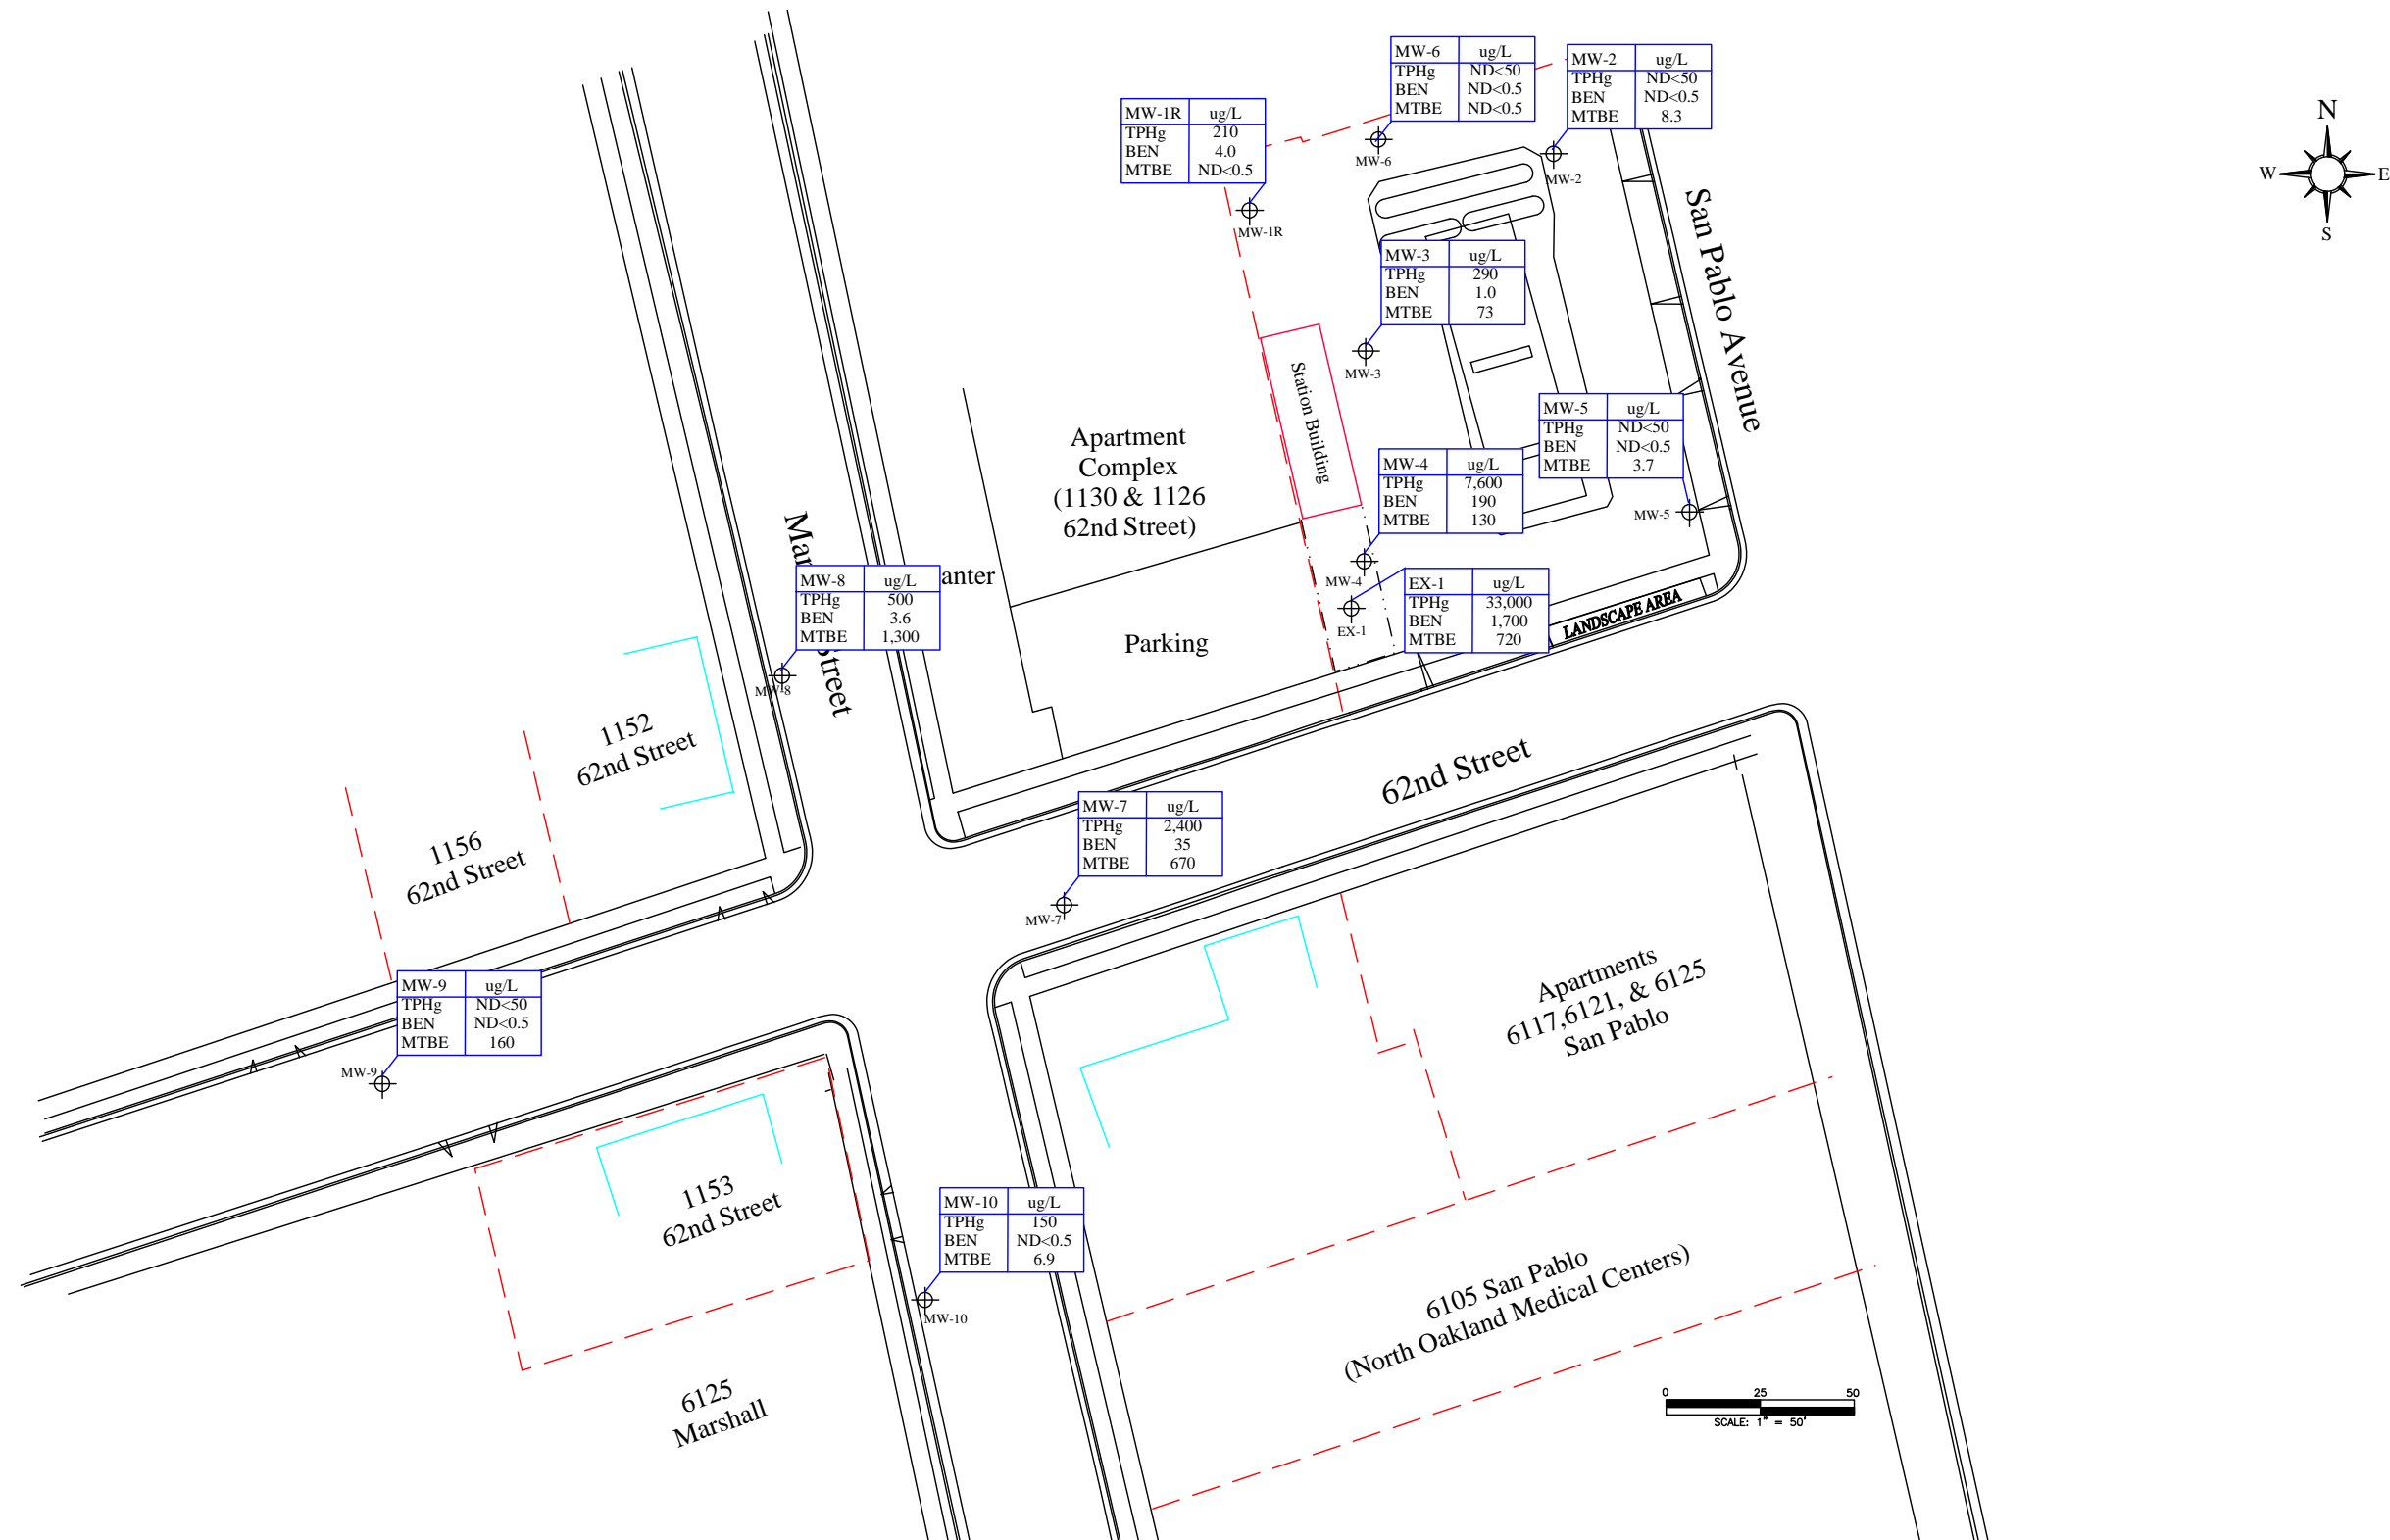 MW-6 ug/L
TPHg ND<50
BEN ND<0.5
MTBE ND<0.5
MW-6
MW-2 ug/L
TPHg ND<50
BEN ND<0.5
MTBE 8.3
MW-2
MW-1R ug/L
TPHg 210
BEN 4.0
MTBE ND<0.5
MW-1R
N
W
E
S
San Pablo Avenue
MW-3 ug/L
TPHg 290
BEN 1.0
MTBE 73
MW-3
Station Building
Apartment
Complex
(1130 & 1126
62nd Street)
MW-5 ug/L
TPHg ND<50
BEN ND<0.5
MTBE 3.7
MW-5
MW-4 ug/L
TPHg 7,600
BEN 190
MTBE 130
MW-4
EX-1 ug/L
TPHg 33,000
BEN 1,700
MTBE 720
EX-1
LANDSCAPE AREA
anter
Parking
MW-8 ug/L
TPHg 500
BEN 3.6
MTBE 1,300
MW-8
Street
1152
62nd Street
1156
62nd Street
62nd Street
MW-7 ug/L
TPHg 2,400
BEN 35
MTBE 670
MW-7
MW-9 ug/L
TPHg ND<50
BEN ND<0.5
MTBE 160
MW-9
Apartments
6117,6121, & 6125
San Pablo
1153
62nd Street
MW-10 ug/L
TPHg 150
BEN ND<0.5
MTBE 6.9
MW-10
6105 San Pablo
(North Oakland Medical Centers)
6125
Marshall
0 25 50
SCALE: 1" = 50'